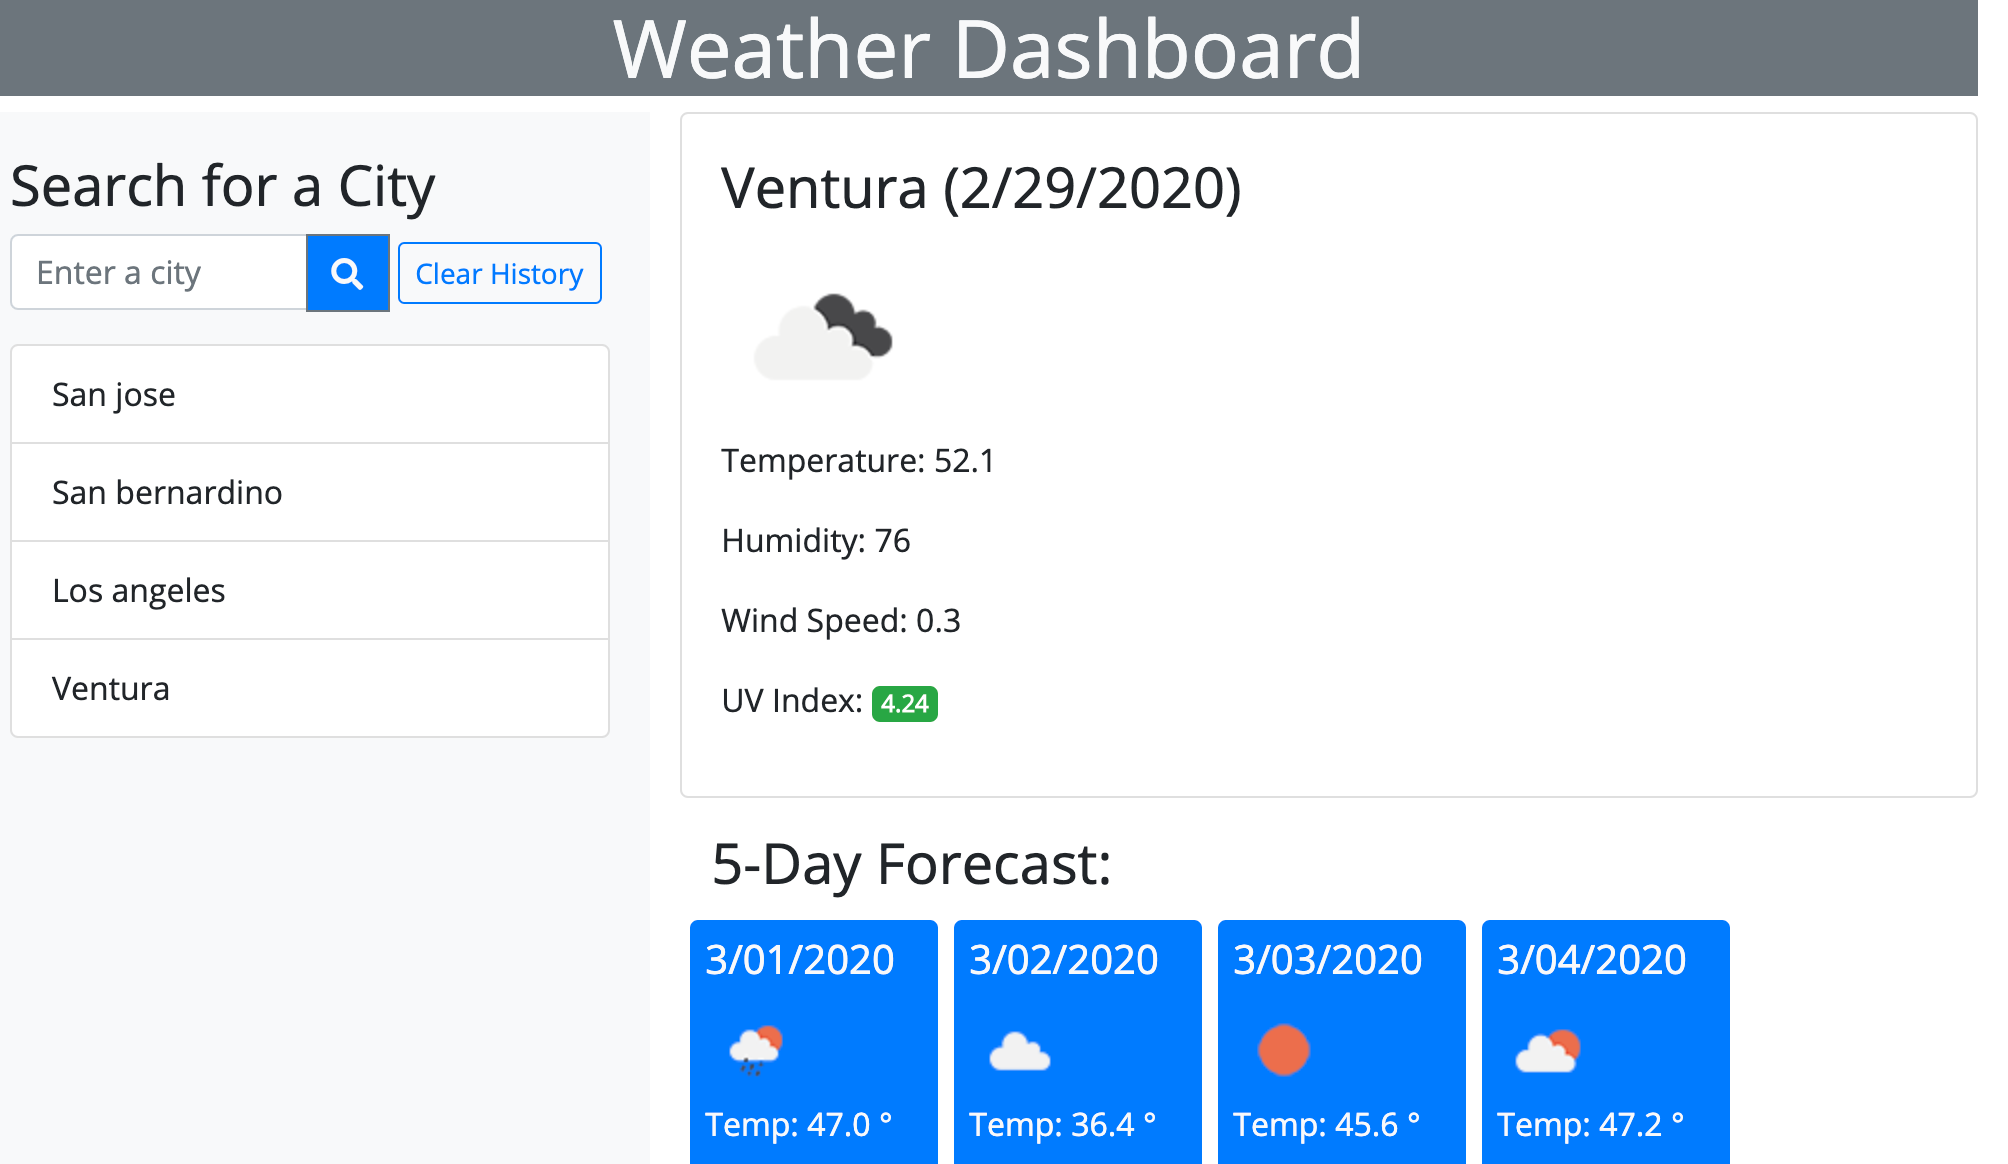 Weather Dashboard
Search for a City
Enter a city
Clear History
San jose
San bernardino
Los angeles
Ventura
Ventura (2/29/2020)
Temperature: 52.1
Humidity: 76
Wind Speed: 0.3
UV Index: 4.24
5-Day Forecast:
3/01/2020
Temp: 47.0 °
3/02/2020
Temp: 36.4 °
3/03/2020
Temp: 45.6 °
3/04/2020
Temp: 47.2 °